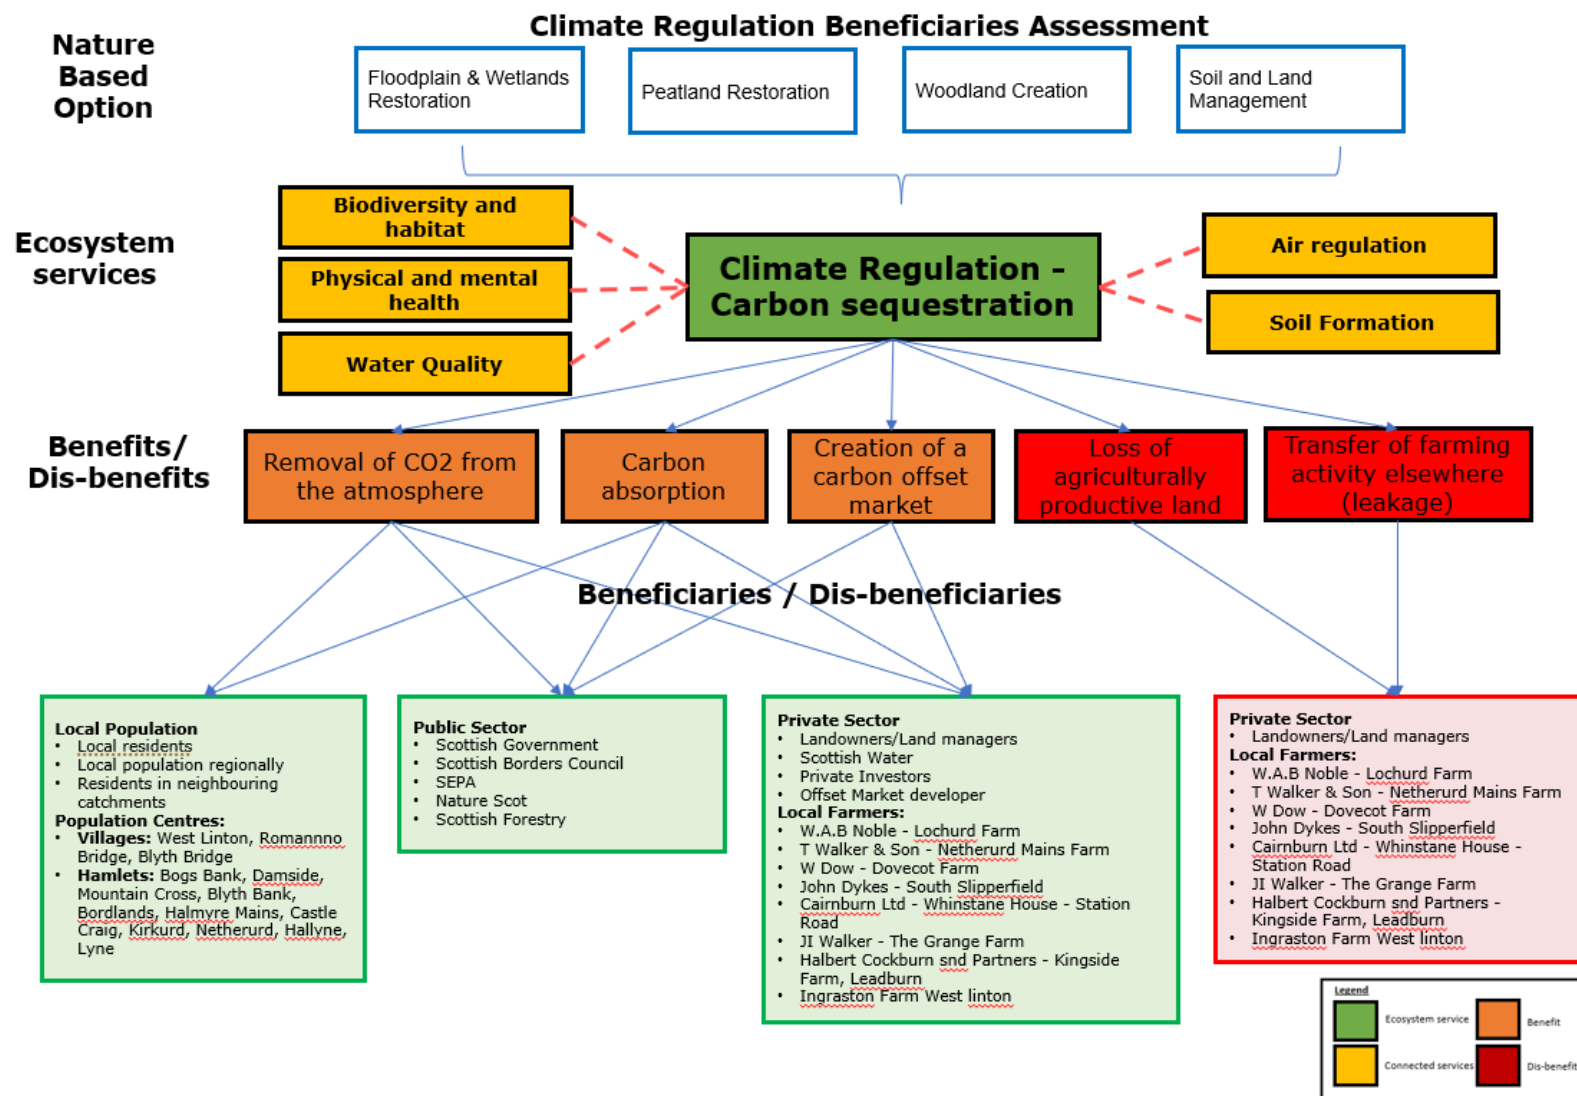 Climate Regulation Beneficiaries Assessment
Nature
Based
Option
Floodplain & Wetlands
Restoration
Peatland Restoration
Woodland Creation
Soil and Land
Management
Ecosystem
services
Biodiversity and
habitat
Physical and mental
health
Water Quality
Climate Regulation -
Carbon sequestration
Air regulation
Soil Formation
Benefits/
Dis-benefits
Removal of CO2 from
the atmosphere
Carbon
absorption
Creation of a
carbon offset
market
Loss of
agriculturally
productive land
Transfer of farming
activity elsewhere
(leakage)
Beneficiaries / Dis-beneficiaries
Local Population
• Local residents
• Local population regionally
• Residents in neighbouring
catchments
Population Centres:
• Villages: West Linton, Romannno
Bridge, Blyth Bridge
• Hamlets: Bogs Bank, Damside,
Mountain Cross, Blyth Bank,
Bordlands, Halmyre Mains, Castle
Craig, Kirkurd, Netherurd, Hallyne,
Lyne
Public Sector
• Scottish Government
• Scottish Borders Council
• SEPA
• Nature Scot
• Scottish Forestry
Private Sector
• Landowners/Land managers
• Scottish Water
• Private Investors
• Offset Market developer
Local Farmers:
• W.A.B Noble - Lochurd Farm
• T Walker & Son - Netherurd Mains Farm
• W Dow - Dovecot Farm
• John Dykes - South Slipperfield
• Cairnburn Ltd - Whinstane House - Station
Road
• JI Walker - The Grange Farm
• Halbert Cockburn snd Partners - Kingside
Farm, Leadburn
• Ingraston Farm West linton
Private Sector
• Landowners/Land managers
Local Farmers:
• W.A.B Noble - Lochurd Farm
• T Walker & Son - Netherurd Mains Farm
• W Dow - Dovecot Farm
• John Dykes - South Slipperfield
• Cairnburn Ltd - Whinstane House -
Station Road
• JI Walker - The Grange Farm
• Halbert Cockburn snd Partners -
Kingside Farm, Leadburn
• Ingraston Farm West linton
Legend
Ecosystem service
Benefit
Connected services
Dis-benefit